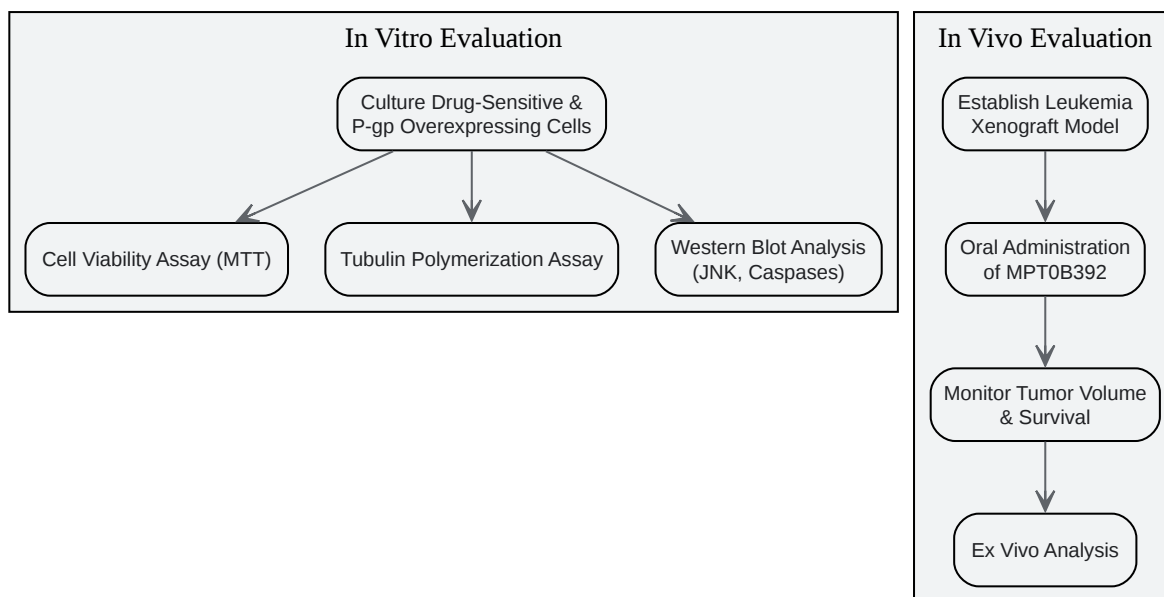 In Vitro Evaluation
Culture Drug-Sensitive &
P-gp Overexpressing Cells
Cell Viability Assay (MTT)
Tubulin Polymerization Assay
Western Blot Analysis
(JNK, Caspases)
In Vivo Evaluation
Establish Leukemia
Xenograft Model
Oral Administration
of MPT0B392
Monitor Tumor Volume
& Survival
Ex Vivo Analysis